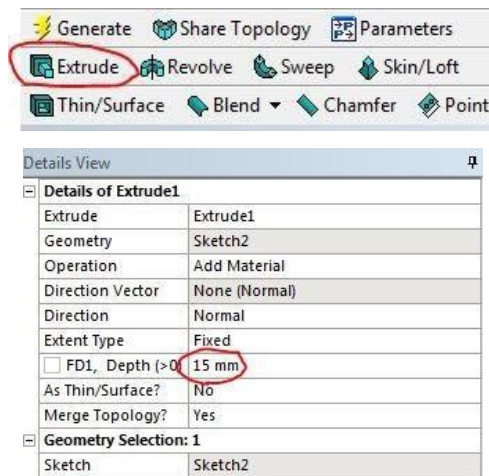 Generate Share Topology Parameters
Extrude Revolve Sweep Skin/Loft
Thin/Surface Blend Chamfer Point
Details View
Details of Extrude1
Extrude Extrude1
Geometry Sketch2
Operation Add Material
Direction Vector None (Normal)
Direction Normal
Extent Type Fixed
FD1, Depth (>0) 15 mm
As Thin/Surface? No
Merge Topology? Yes
Geometry Selection: 1
Sketch Sketch2